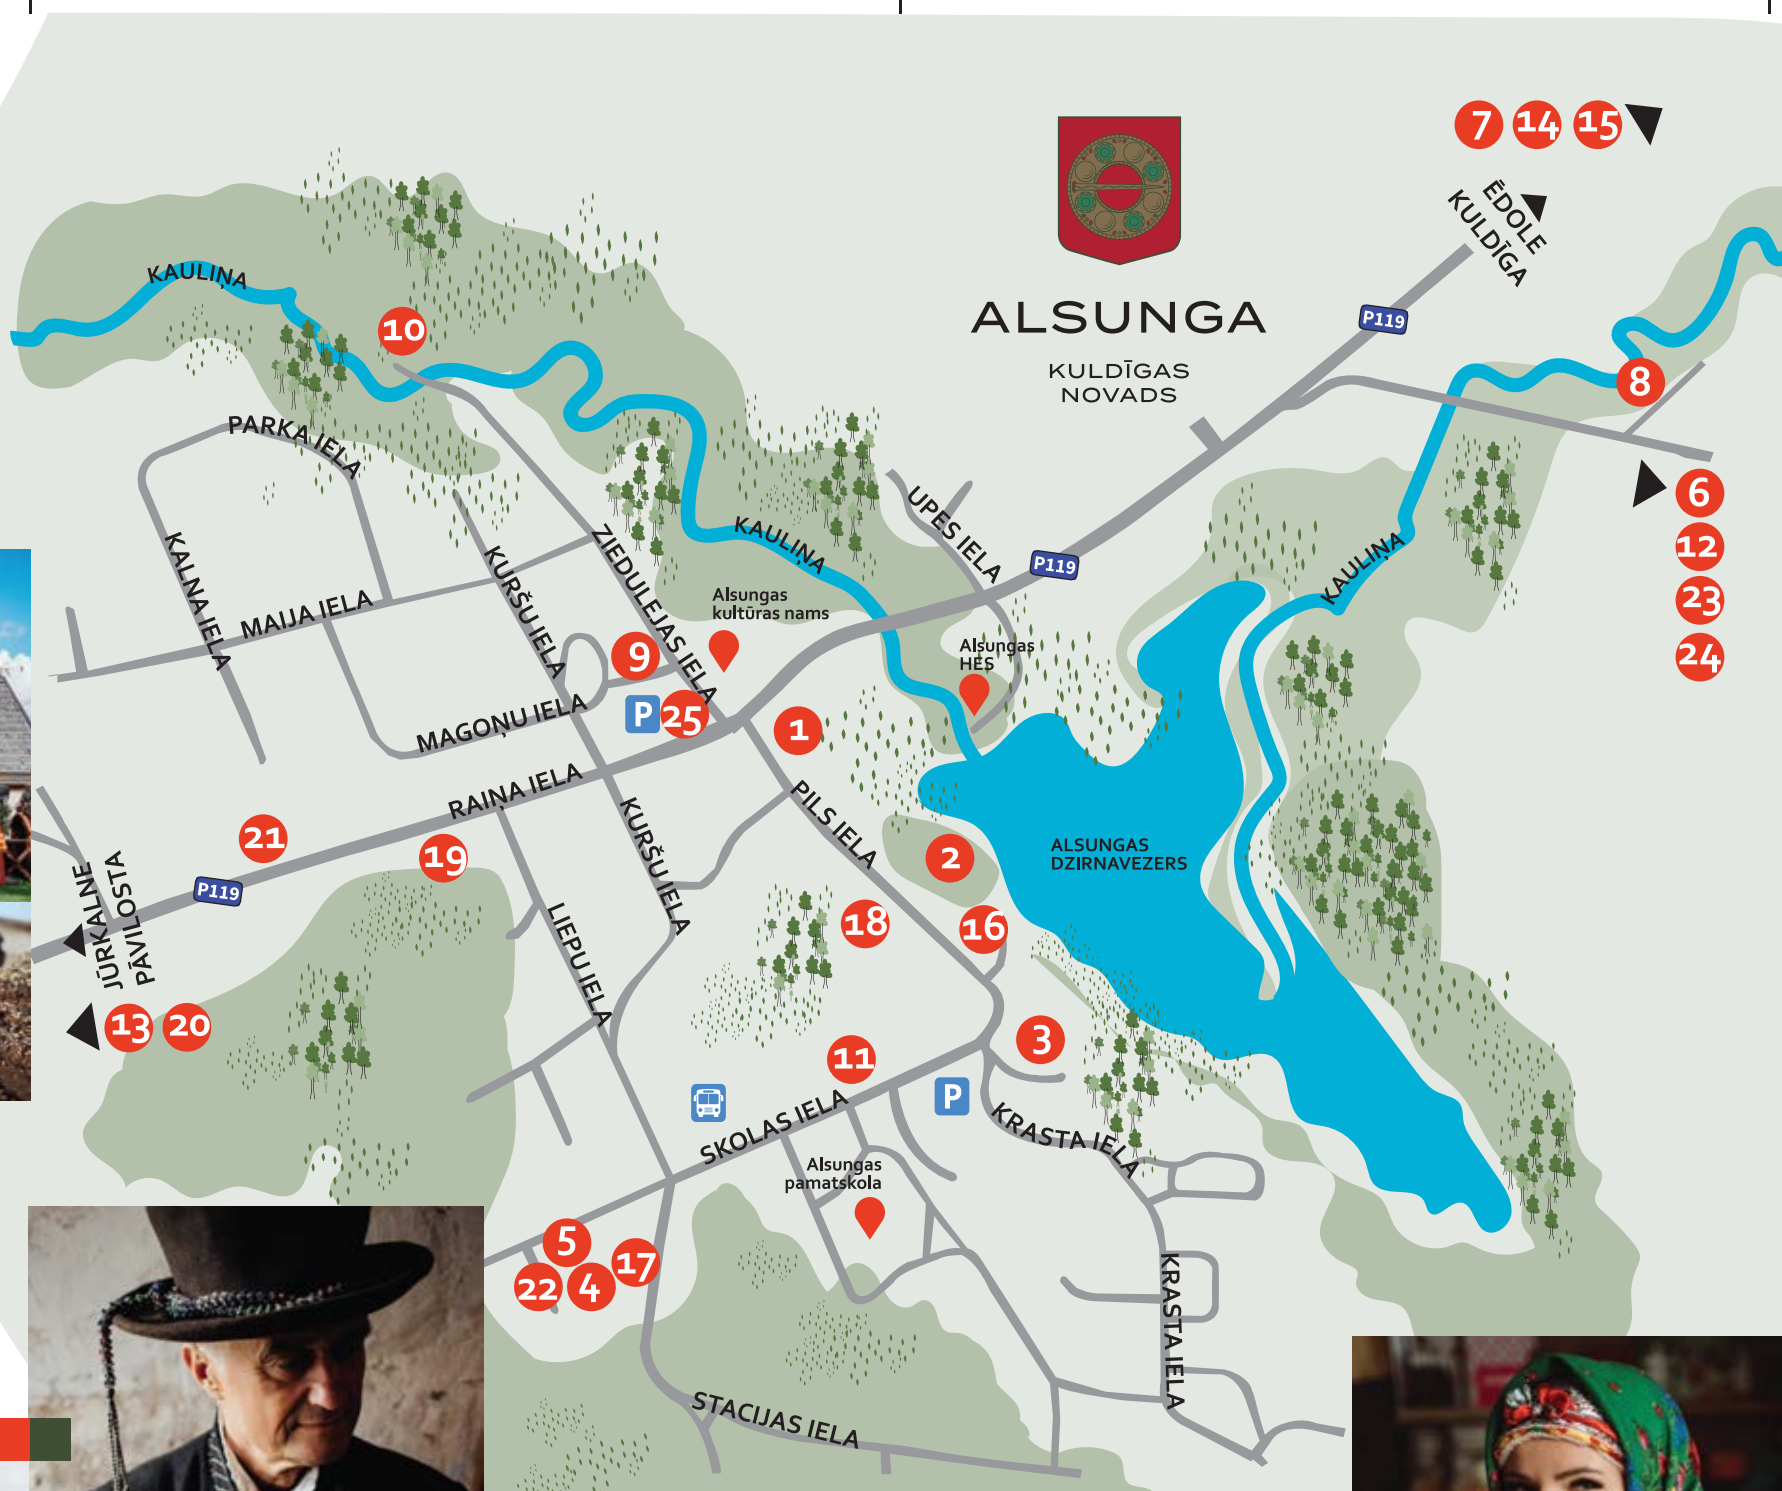 7 14 15
ĒDOLE
KULDĪGA
ALSUNGA
KULDĪGAS
NOVADS
P119
KAULIŅA
10
8
PARKA IELA
6
12
23
24
UPES IELA
KAULIŅA
P119
KAULIŅA
KALNA IELA
MAIJA IELA
KURŠU IELA
ZIEDULEJAS IELA
Alsungas
kultūras nams
9
Alsungas
HES
MAGOŅU IELA
P
25
1
RAIŅA IELA
KURŠU IELA
PILS IELA
21
19
2
ALSUNGAS
DZIRNAVEZERS
P119
JŪRKALNE
PĀVILOSTA
LIEPU IELA
18
16
13 20
11
3
P
SKOLAS IELA
KRASTA IELA
Alsungas
pamatskola
5
17
22 4
KRASTA IELA
STACIJAS IELA